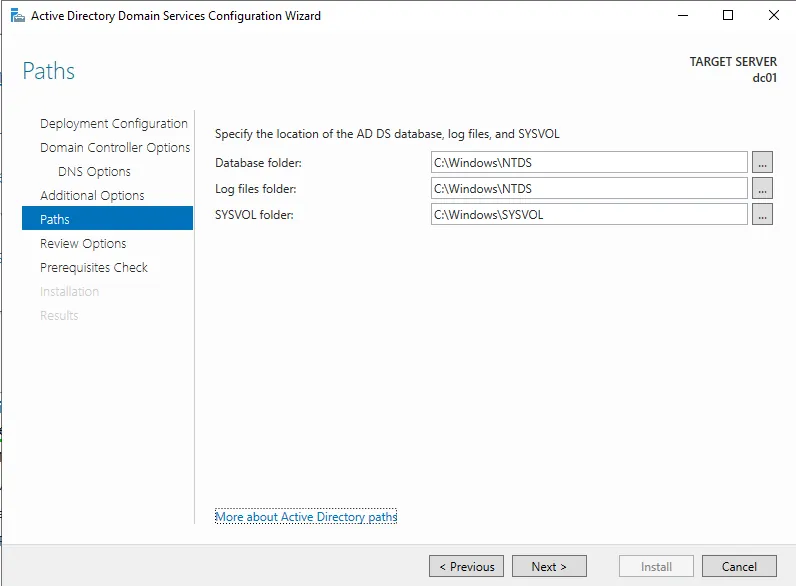 Active Directory Domain Services Configuration Wizard
Paths
TARGET SERVER
dc01
Deployment Configuration
Domain Controller Options
DNS Options
Additional Options
Paths
Review Options
Prerequisites Check
Installation
Results
Specify the location of the AD DS database, log files, and SYSVOL
Database folder: C:\Windows\NTDS ...
Log files folder: C:\Windows\NTDS ...
SYSVOL folder: C:\Windows\SYSVOL ...
More about Active Directory paths
< Previous Next > Install Cancel